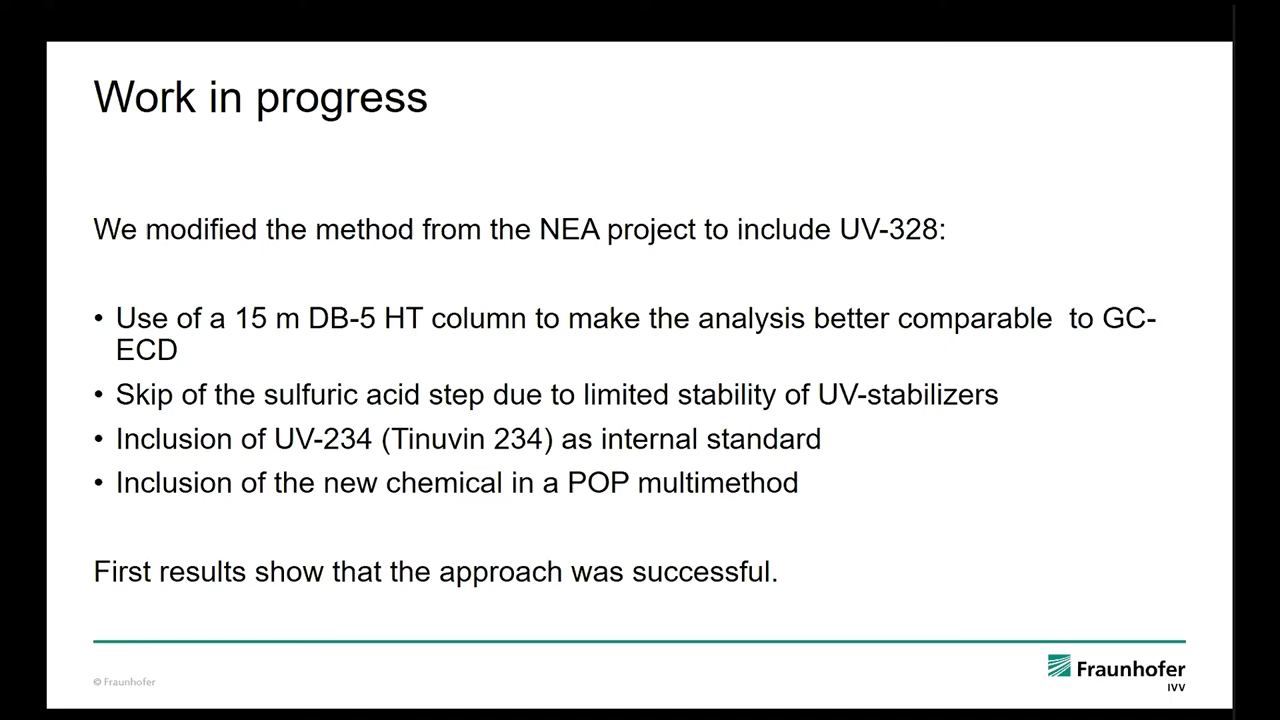 Work in progress
We modified the method from the NEA project to include UV-328:
• Use of a 15 m DB-5 HT column to make the analysis better comparable  to GC-
ECD
• Skip of the sulfuric acid step due to limited stability of UV-stabilizers
• Inclusion of UV-234 (Tinuvin 234) as internal standard
• Inclusion of the new chemical in a POP multimethod
First results show that the approach was successful.
© Fraunhofer
Fraunhofer
IVV